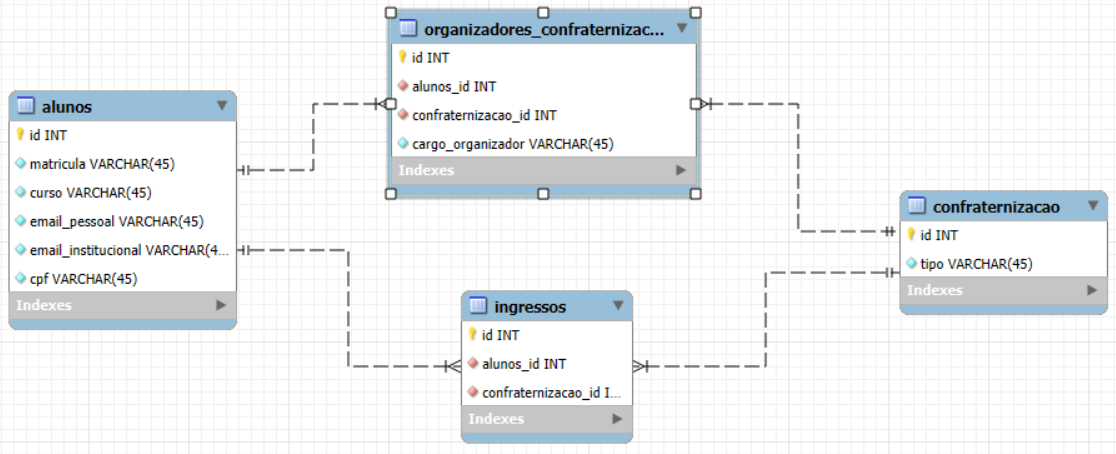 organizadores_confraternizac...
id INT
alunos_id INT
confraternizacao_id INT
cargo_organizador VARCHAR(45)
Indexes
alunos
id INT
matricula VARCHAR(45)
curso VARCHAR(45)
email_pessoal VARCHAR(45)
email_institucional VARCHAR(4...
cpf VARCHAR(45)
Indexes
confraternizacao
id INT
tipo VARCHAR(45)
Indexes
ingressos
id INT
alunos_id INT
confraternizacao_id I...
Indexes